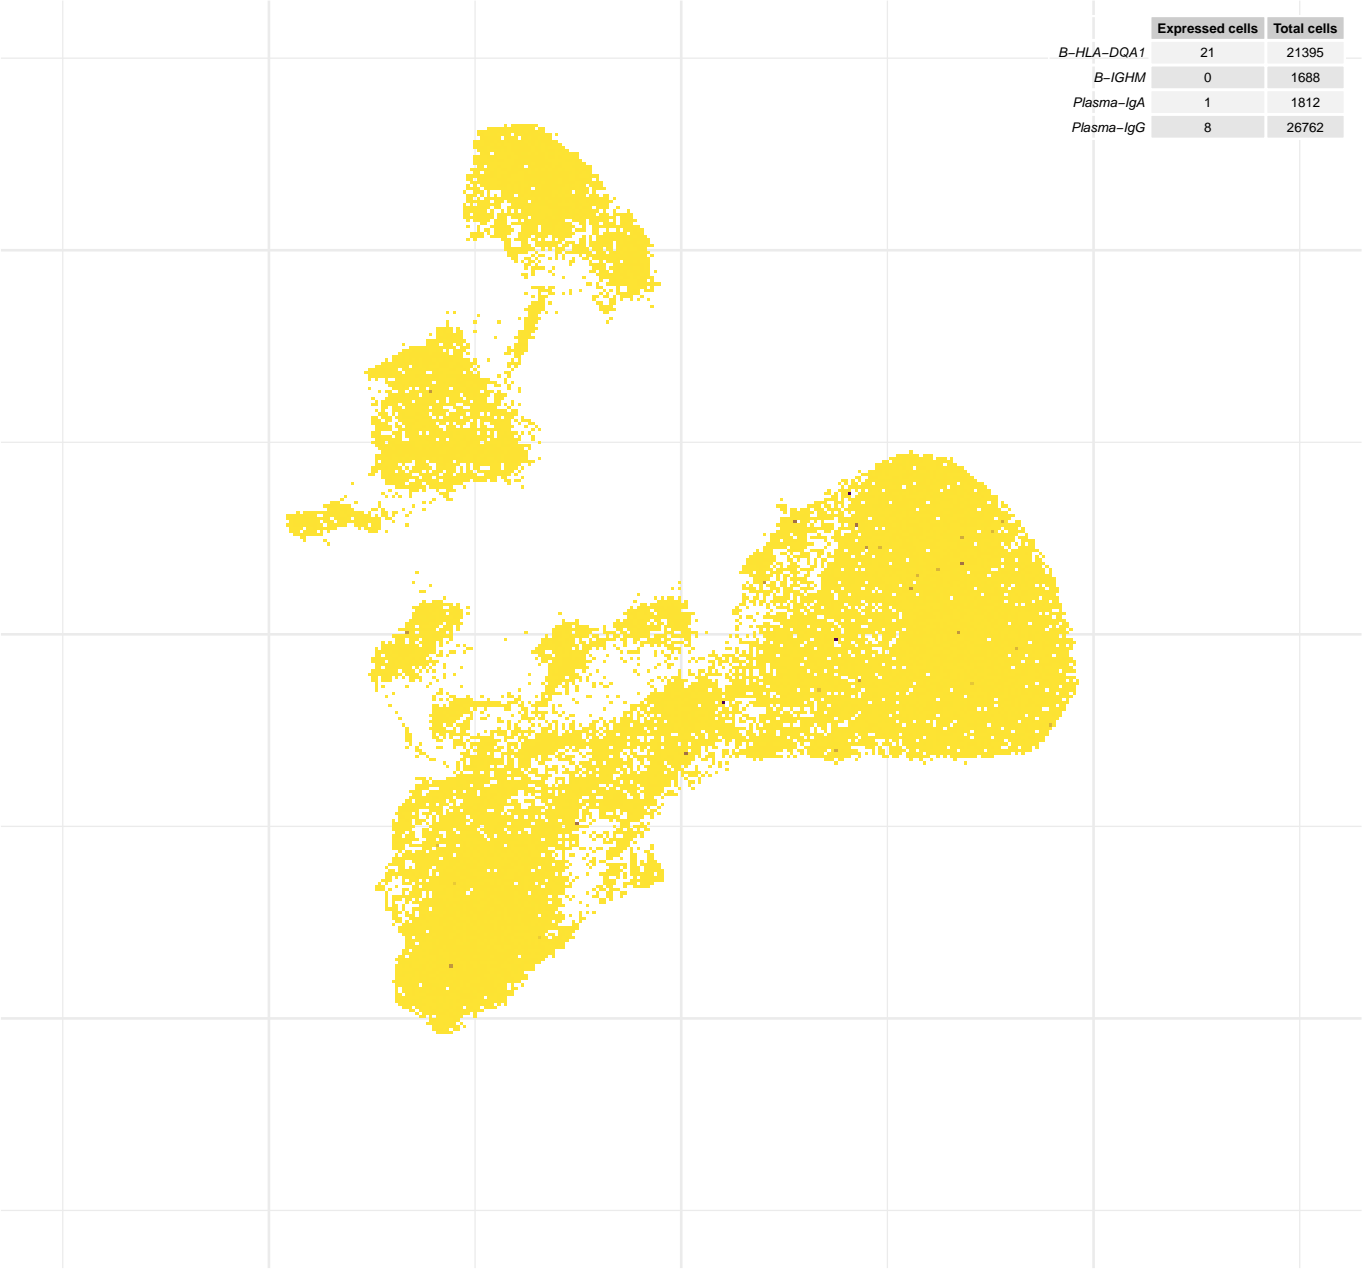 Expressed cells Total cells
B−HLA−DQA1 21 21395
B−IGHM 0 1688
Plasma−IgA 1 1812
Plasma−IgG 8 26762